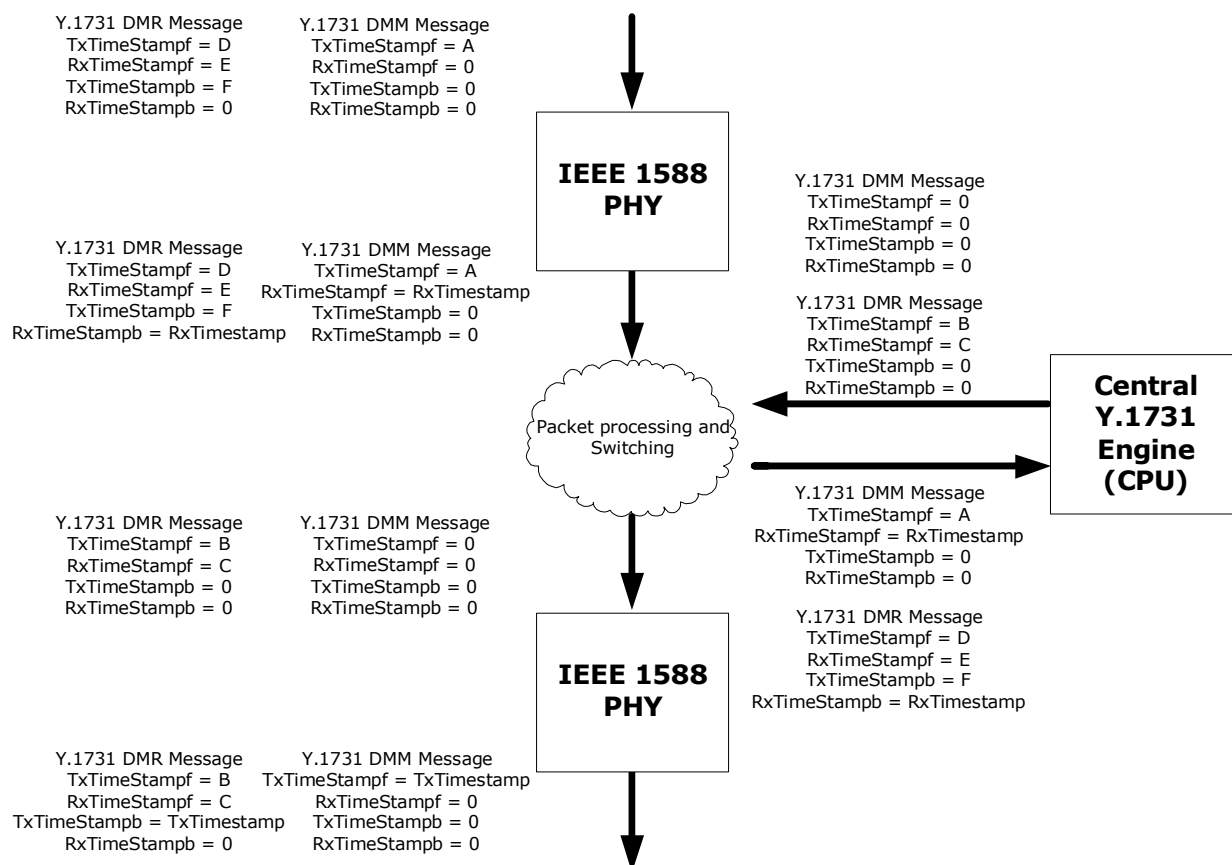 Y.1731 DMR Message
TxTimeStampf = D
RxTimeStampf = E
TxTimeStampf = F
RxTimeStampb = 0
Y.1731 DMM Message
TxTimeStampf = A
RxTimeStampf = 0
TxTimeStampb = 0
RxTimeStampb = 0
IEEE 1588
PHY
Y.1731 DMR Message
TxTimeStampf = D
RxTimeStampf = E
TxTimeStampf = F
RxTimeStampb = RxTimestamp
Y.1731 DMM Message
TxTimeStampf = A
RxTimeStampf = RxTimestamp
TxTimeStampb = 0
RxTimeStampb = 0
Y.1731 DMM Message
TxTimeStampf = 0
RxTimeStampf = 0
TxTimeStampb = 0
RxTimeStampb = 0
Y.1731 DMR Message
TxTimeStampf = B
RxTimeStampf = C
TxTimeStampb = 0
RxTimeStampb = 0
Central
Y.1731
Engine
(CPU)
Packet processing and
Switching
Y.1731 DMM Message
TxTimeStampf = A
RxTimeStampf = RxTimestamp
TxTimeStampb = 0
RxTimeStampb = 0
Y.1731 DMR Message
TxTimeStampf = D
RxTimeStampf = E
TxTimeStampf = F
RxTimeStampb = RxTimestamp
Y.1731 DMR Message
TxTimeStampf = B
RxTimeStampf = C
TxTimeStampb = 0
RxTimeStampb = 0
Y.1731 DMM Message
TxTimeStampf = 0
RxTimeStampf = 0
TxTimeStampb = 0
RxTimeStampb = 0
IEEE 1588
PHY
Y.1731 DMR Message
TxTimeStampf = B
RxTimeStampf = C
TxTimeStampb = TxTimestamp
RxTimeStampb = 0
Y.1731 DMM Message
TxTimeStampf = TxTimestamp
RxTimeStampf = 0
TxTimeStampb = 0
RxTimeStampb = 0